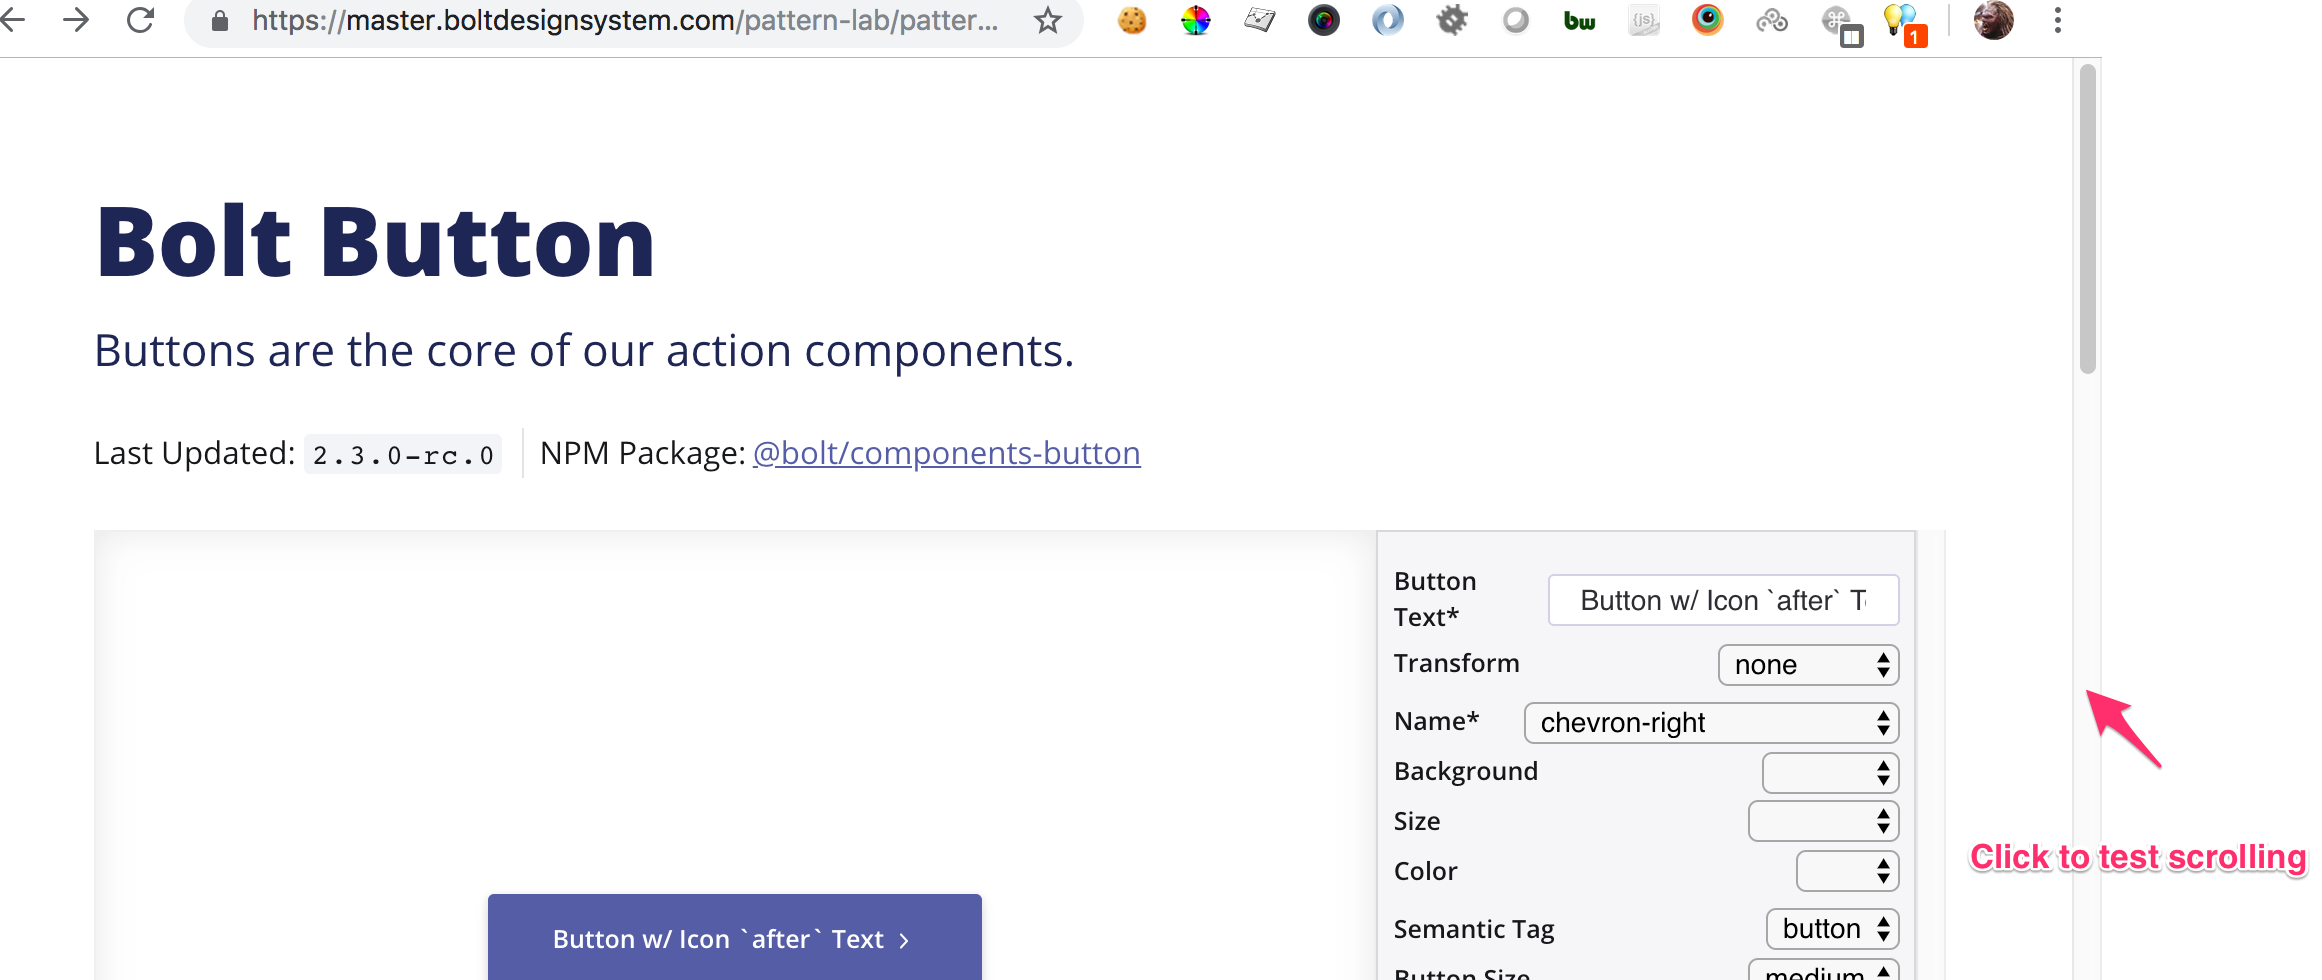 https://master.boltdesignsystem.com/pattern-lab/patter...
bw
{js}
1
Bolt Button
Buttons are the core of our action components.
Last Updated: 2.3.0-rc.0 NPM Package: @bolt/components-button
Button Text* Button w/ Icon `after` T
Transform none
Name* chevron-right
Background
Size
Color
Click to test scrolling
Semantic Tag button
Button w/ Icon `after` Text
Button Size medium